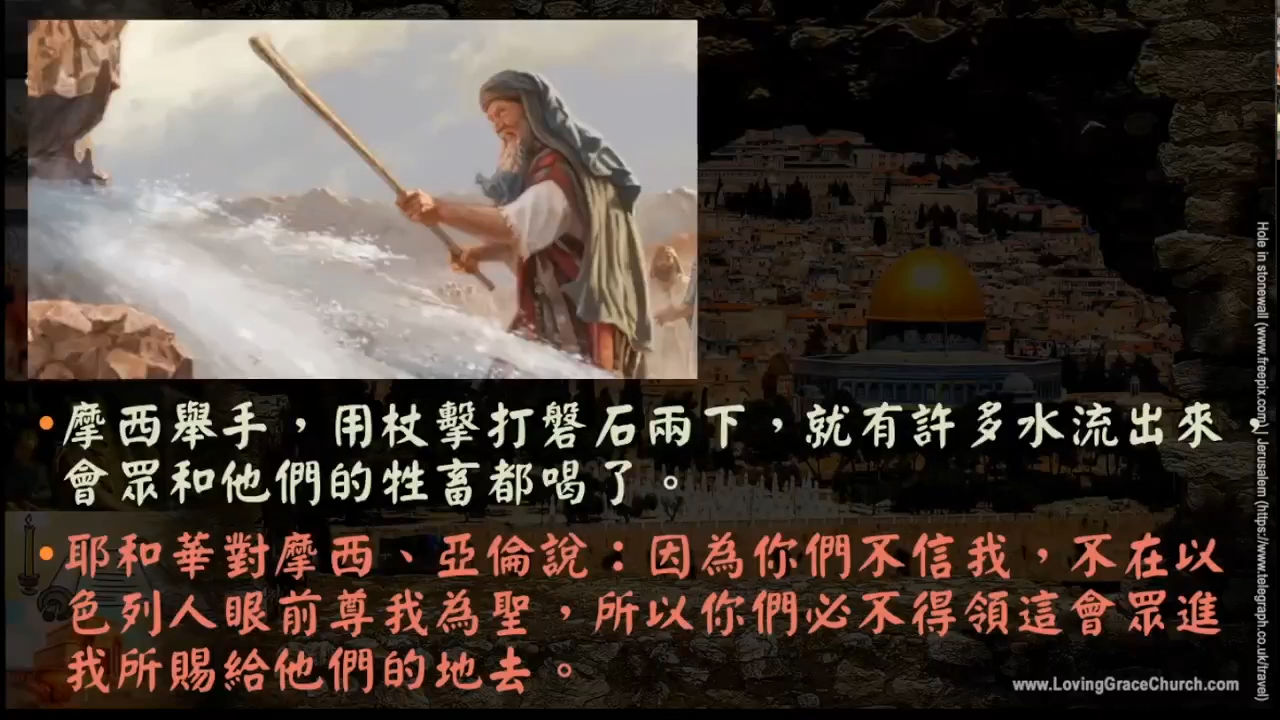 •摩西舉手，用杖擊打磐石兩下，就有許多水流出來，
會眾和他們的牲畜都喝了。
•耶和華對摩西、亞倫說：因為你們不信我，不在以
色列人眼前尊我為聖，所以你們必不得領這會眾進
我所賜給他們的地去。
www.LovingGraceChurch.com
Hole in stonewall (www.freepix.com)| Jerusalem (https://www.telegraph.co.uk/travel)